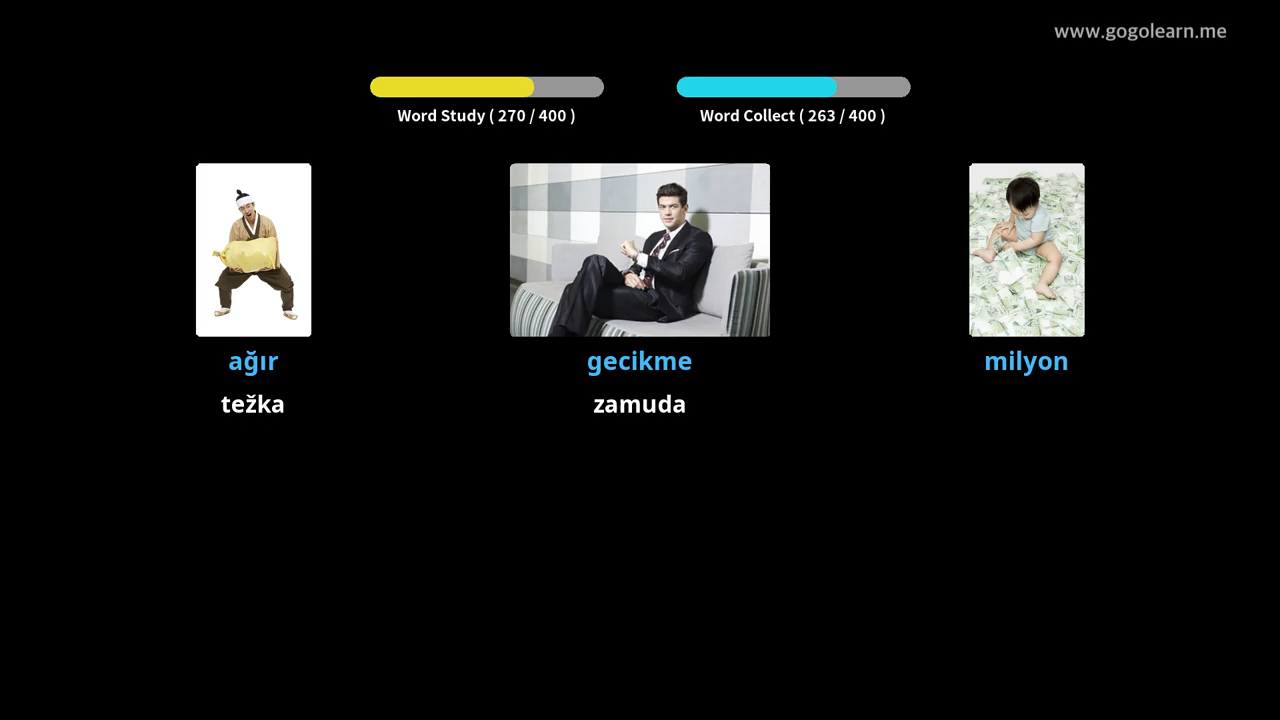 www.gogolearn.me
Word Study ( 270 / 400 )
Word Collect ( 263 / 400 )
ağır
gecikme
milyon
težka
zamuda